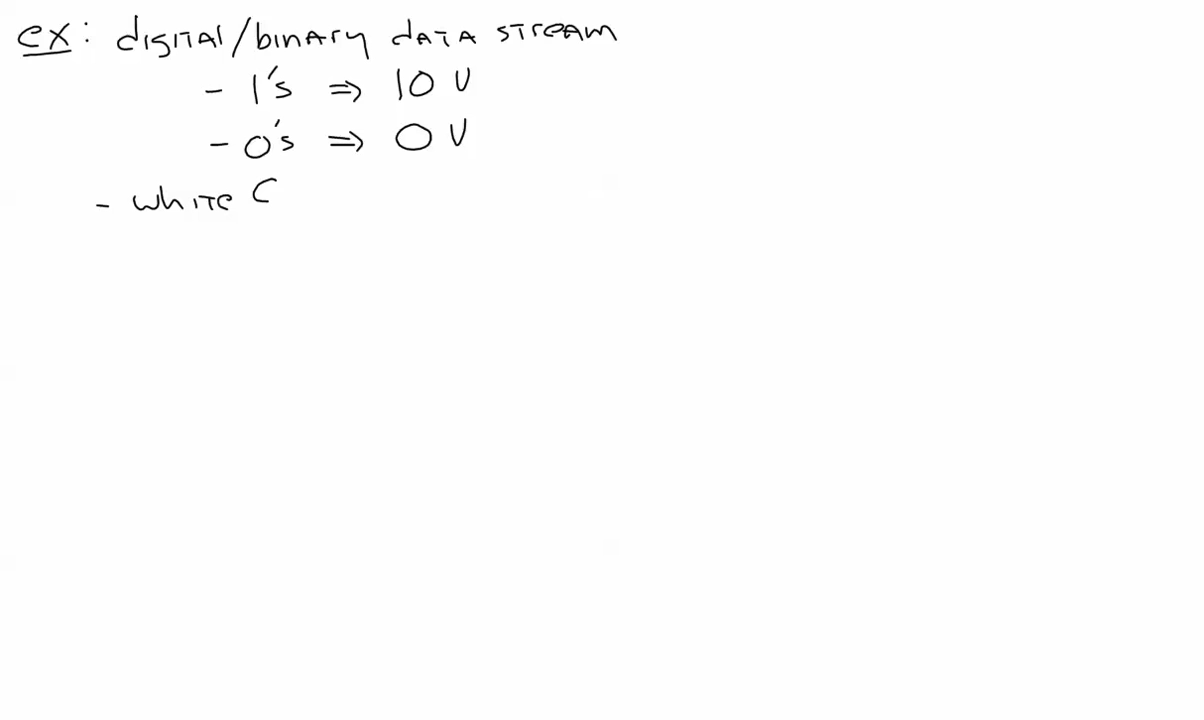 ex: digital/binary data stream
- 1's ⇒ 10 V
- 0's ⇒ 0 V
- white